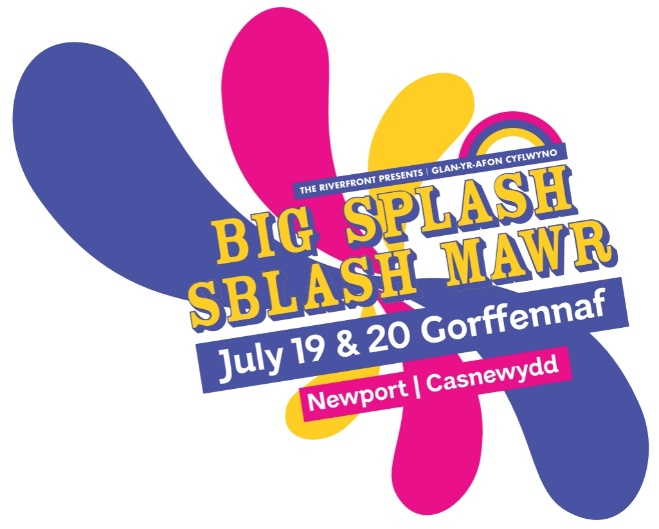 THE RIVERFRONT PRESENTS | GLAN-YR-AFON CYFLWYNO
BIG SPLASH
SBLASH MAWR
July 19 & 20 Gorffennaf
Newport | Casnewydd